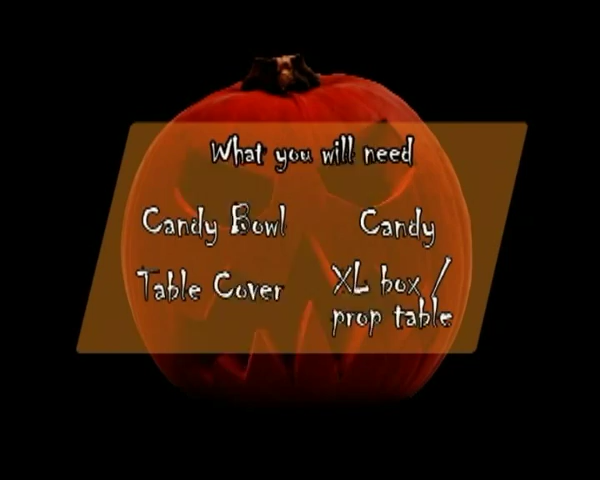 What you will need
Candy Bowl
Candy
Table Cover
XL box /
prop table